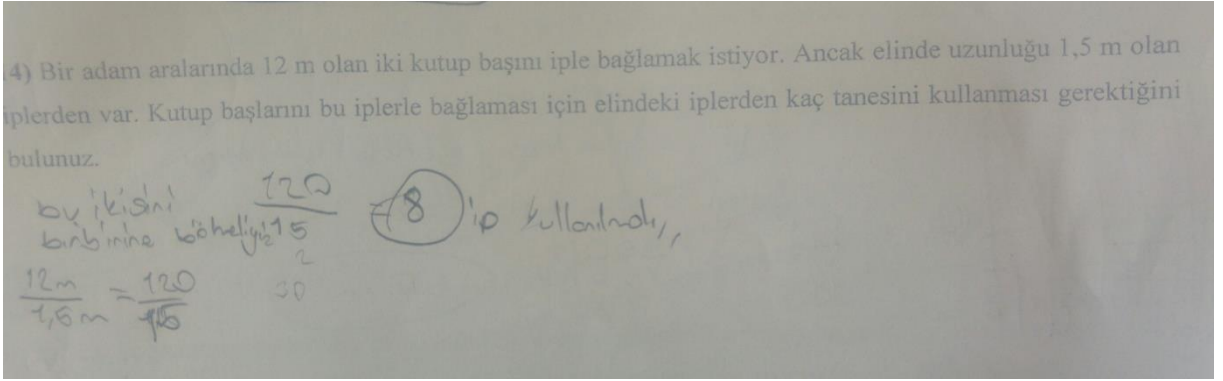 4) Bir adam aralarında 12 m olan iki kutup başını iple bağlamak istiyor. Ancak elinde uzunluğu 1,5 m olan
iplerden var. Kutup başlarını bu iplerle bağlaması için elindeki iplerden kaç tanesini kullanması gerektiğini
bulunuz.
bu ikisini
birbirine bölmeliyiz
120/15 = 8 ip kullanılmalı,,
2
30
12m/1,5m = 120/15